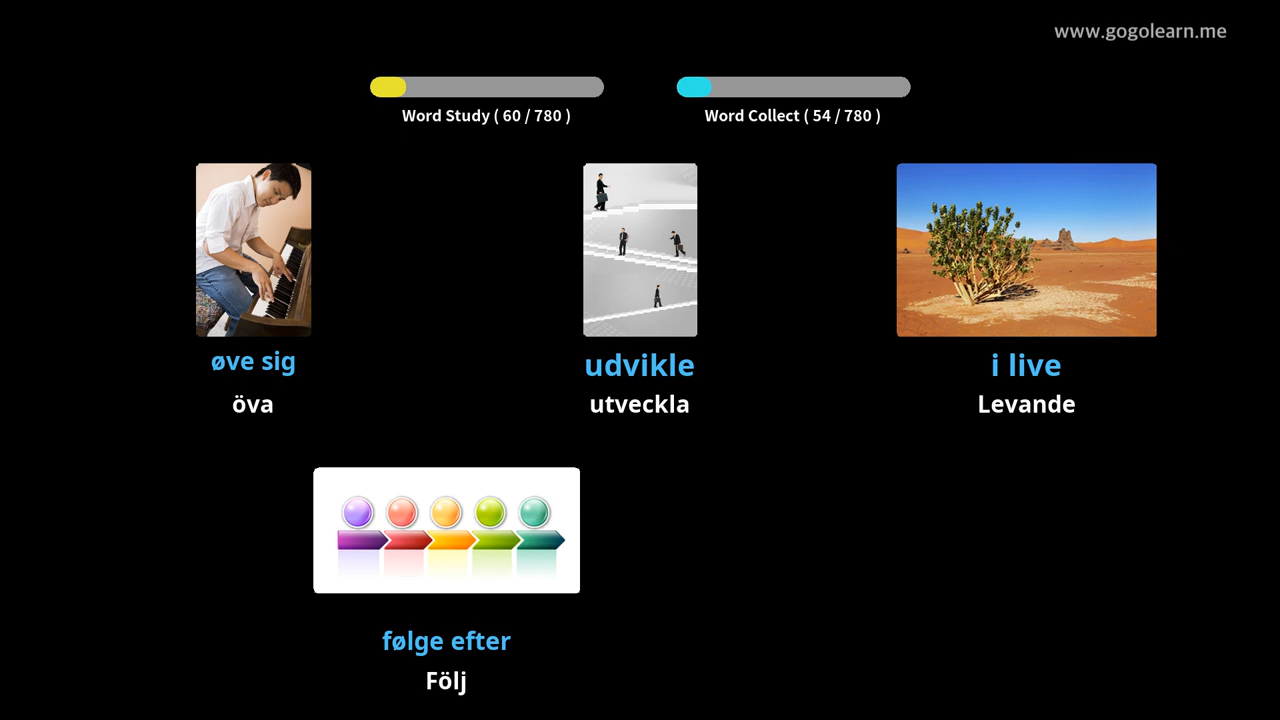 www.gogolearn.me
Word Study ( 60 / 780 )
Word Collect ( 54 / 780 )
øve sig
öva
udvikle
utveckla
i live
Levande
følge efter
Följ